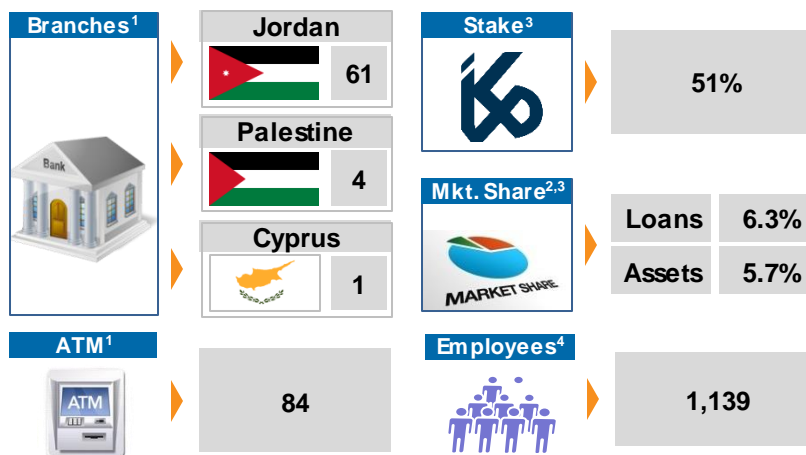 Branches1
Jordan
61
Palestine
4
Cyprus
1
Bank
ATM1
ATM
84
Stake3
51%
Mkt. Share2,3
MARKET SHARE
Loans 6.3%
Assets 5.7%
Employees4
1,139